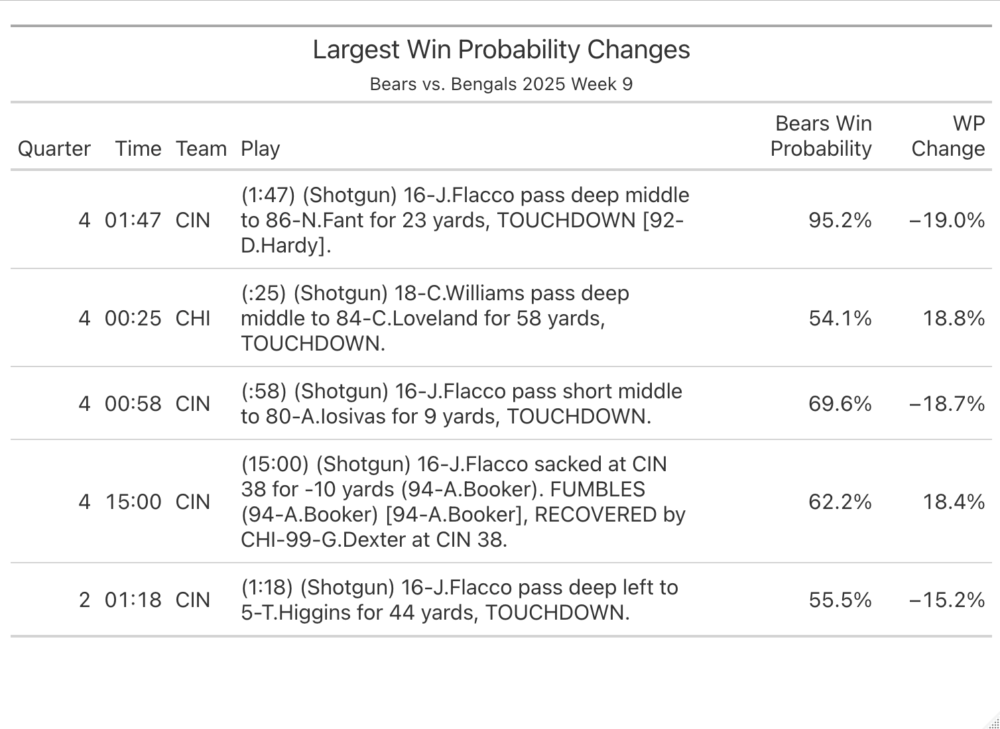 Largest Win Probability Changes
Bears vs. Bengals 2025 Week 9
Bears Win WP
Quarter Time Team Play Probability Change
(1:47) (Shotgun) 16-J.Flacco pass deep middle
4 01:47 CIN to 86-N.Fant for 23 yards, TOUCHDOWN [92- 95.2% −19.0%
D.Hardy].
(:25) (Shotgun) 18-C.Williams pass deep
4 00:25 CHI middle to 84-C.Loveland for 58 yards, 54.1% 18.8%
TOUCHDOWN.
(:58) (Shotgun) 16-J.Flacco pass short middle
4 00:58 CIN 69.6% −18.7%
to 80-A.Iosivas for 9 yards, TOUCHDOWN.
(15:00) (Shotgun) 16-J.Flacco sacked at CIN
38 for -10 yards (94-A.Booker). FUMBLES
4 15:00 CIN 62.2% 18.4%
(94-A.Booker) [94-A.Booker], RECOVERED by
CHI-99-G.Dexter at CIN 38.
(1:18) (Shotgun) 16-J.Flacco pass deep left to
2 01:18 CIN 55.5% −15.2%
5-T.Higgins for 44 yards, TOUCHDOWN.